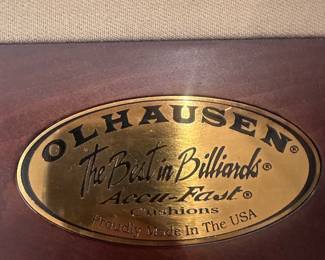 OLHAUSEN®
The Best in Billiards®
Accu-Fast®
Cushions
Proudly Made In The USA